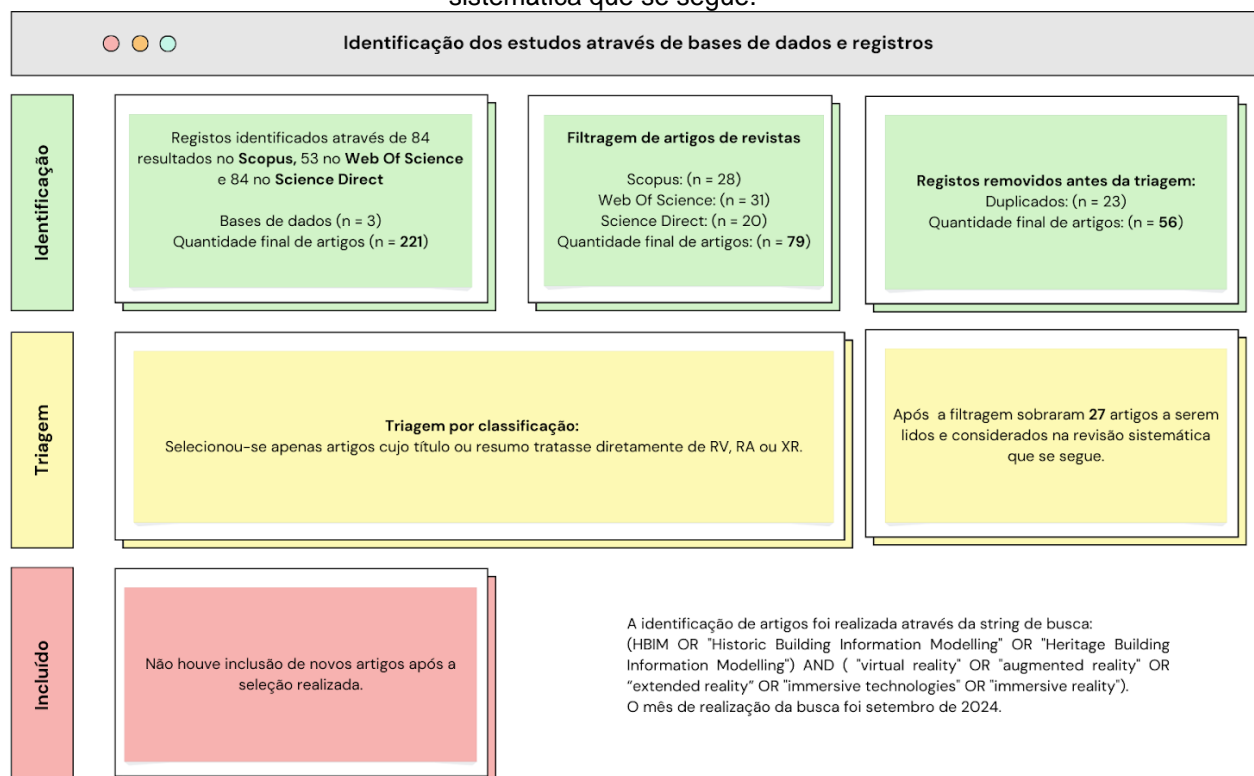 sistemática que se segue.
Identificação dos estudos através de bases de dados e registros
Identificação
Registos identificados através de 84
resultados no Scopus, 53 no Web Of Science
e 84 no Science Direct
Bases de dados (n = 3)
Quantidade final de artigos (n = 221)
Filtragem de artigos de revistas
Scopus: (n = 28)
Web Of Science: (n = 31)
Science Direct: (n = 20)
Quantidade final de artigos: (n = 79)
Registos removidos antes da triagem:
Duplicados: (n = 23)
Quantidade final de artigos: (n = 56)
Triagem
Triagem por classificação:
Selecionou-se apenas artigos cujo título ou resumo tratasse diretamente de RV, RA ou XR.
Após a filtragem sobraram 27 artigos a serem
lidos e considerados na revisão sistemática
que se segue.
Incluído
Não houve inclusão de novos artigos após a
seleção realizada.
A identificação de artigos foi realizada através da string de busca:
(HBIM OR "Historic Building Information Modelling" OR "Heritage Building
Information Modelling") AND ( "virtual reality" OR "augmented reality" OR
“extended reality” OR "immersive technologies" OR "immersive reality").
O mês de realização da busca foi setembro de 2024.